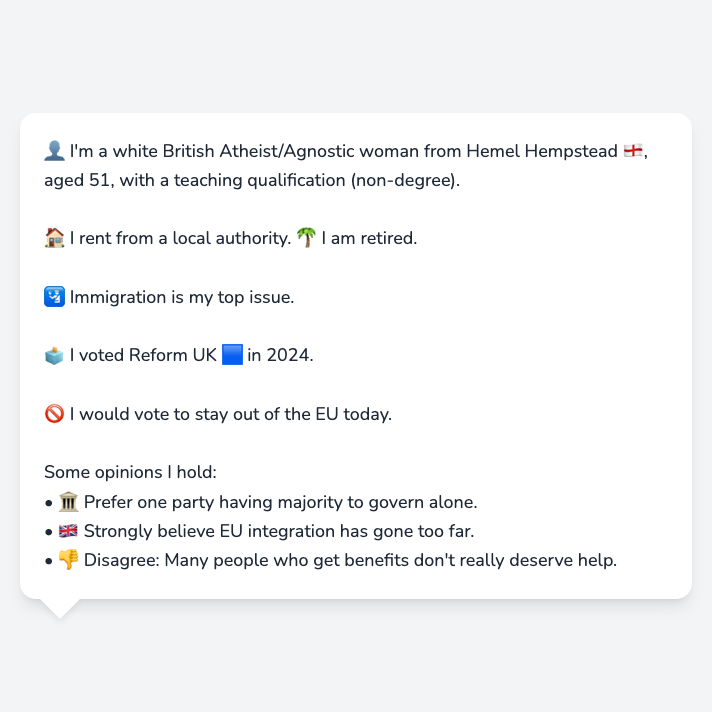 👤 I'm a white British Atheist/Agnostic woman from Hemel Hempstead 🏴󠁧󠁢󠁥󠁮󠁧󠁿,
aged 51, with a teaching qualification (non-degree).
🏠 I rent from a local authority. 🌴 I am retired.
🛂 Immigration is my top issue.
🗳️ I voted Reform UK 🟦 in 2024.
🚫 I would vote to stay out of the EU today.
Some opinions I hold:
• 🏛️ Prefer one party having majority to govern alone.
• 🇬🇧 Strongly believe EU integration has gone too far.
• 👎 Disagree: Many people who get benefits don't really deserve help.